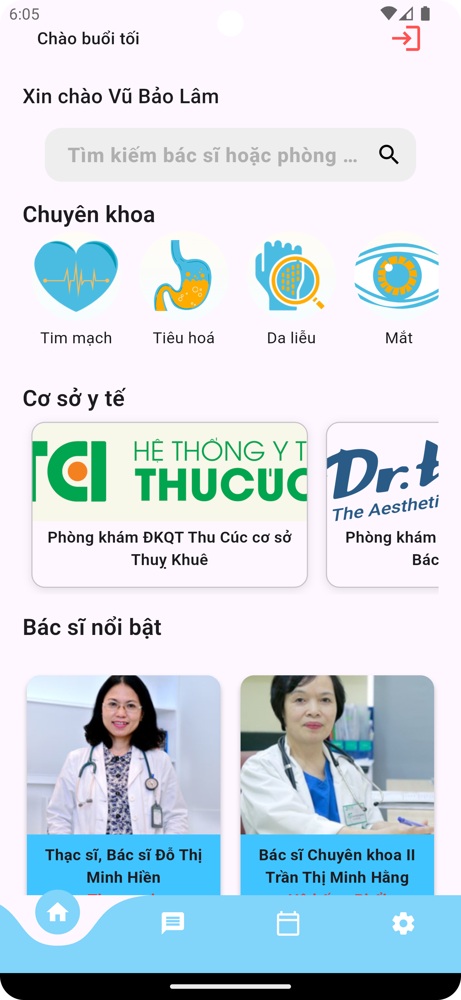 6:05
Chào buổi tối
Xin chào Vũ Bảo Lâm
Tìm kiếm bác sĩ hoặc phòng ...
Chuyên khoa
Tim mạch
Tiêu hoá
Da liễu
Mắt
Cơ sở y tế
TCI
HỆ THỐNG Y T
THUCÚC
Phòng khám ĐKQT Thu Cúc cơ sở
Thuỵ Khuê
Dr.
The Aestheti
Phòng khám
Bác
Bác sĩ nổi bật
Thạc sĩ, Bác sĩ Đỗ Thị
Minh Hiền
Bác sĩ Chuyên khoa II
Trần Thị Minh Hằng